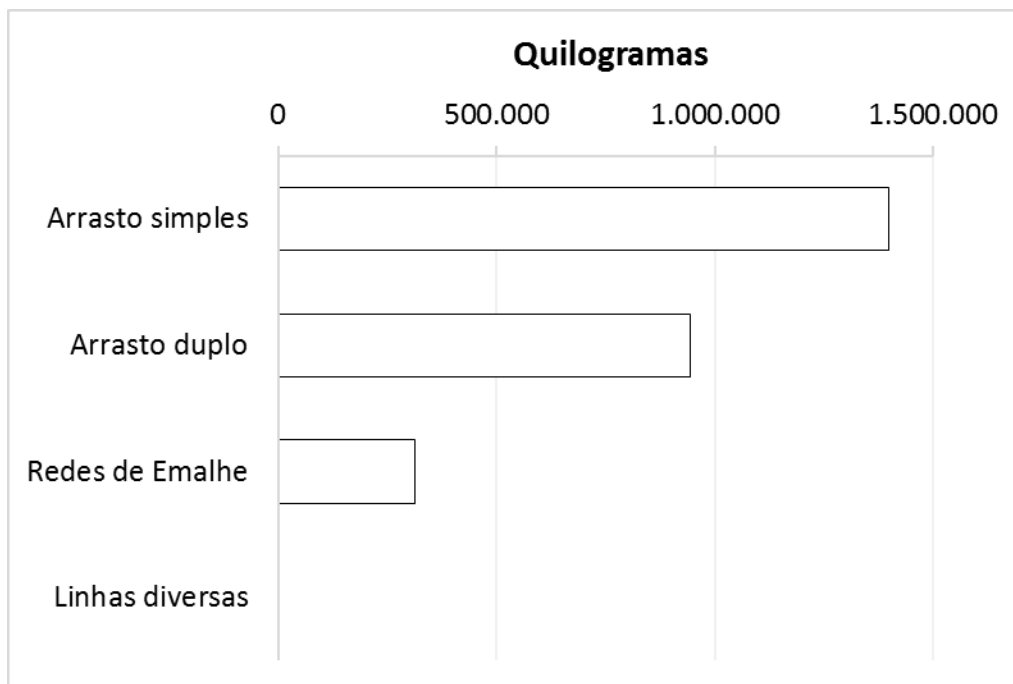 Quilogramas
0 500.000 1.000.000 1.500.000
Arrasto simples
Arrasto duplo
Redes de Emalhe
Linhas diversas